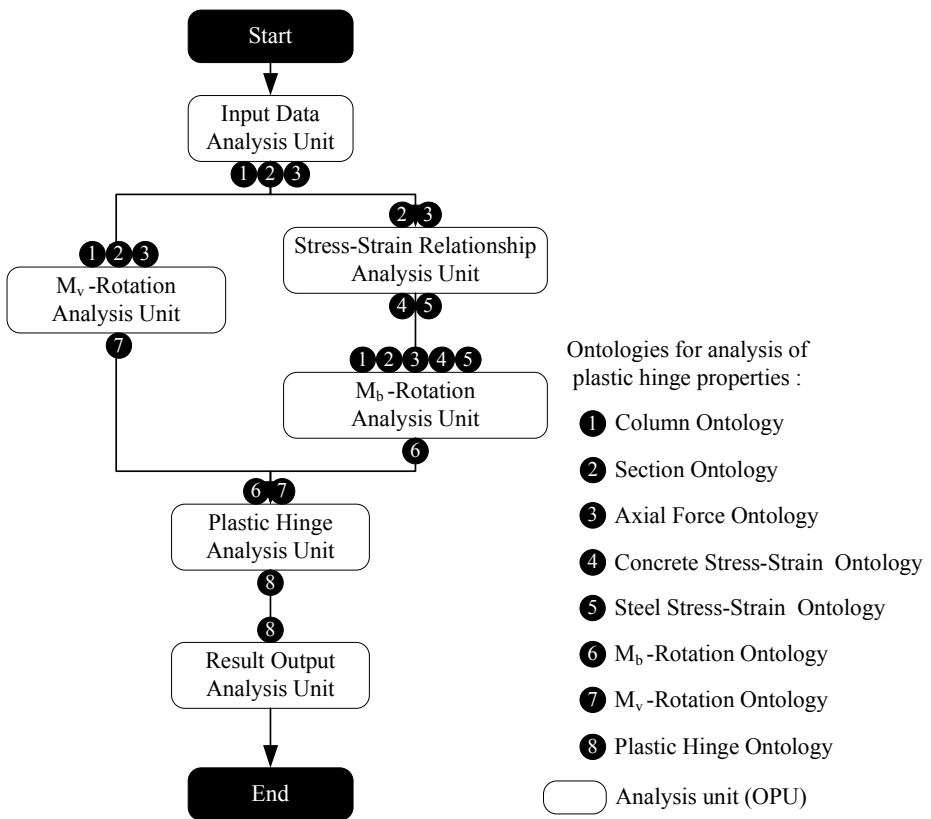 Start
Input Data
Analysis Unit
1 2 3
2 3
Stress-Strain Relationship
Analysis Unit
4 5
1 2 3
Mv-Rotation
Analysis Unit
7
1 2 3 4 5
Mb-Rotation
Analysis Unit
6
6 7
Plastic Hinge
Analysis Unit
8
8
Result Output
Analysis Unit
End
Ontologies for analysis of
plastic hinge properties :
1 Column Ontology
2 Section Ontology
3 Axial Force Ontology
4 Concrete Stress-Strain Ontology
5 Steel Stress-Strain Ontology
6 Mb-Rotation Ontology
7 Mv-Rotation Ontology
8 Plastic Hinge Ontology
Analysis unit (OPU)